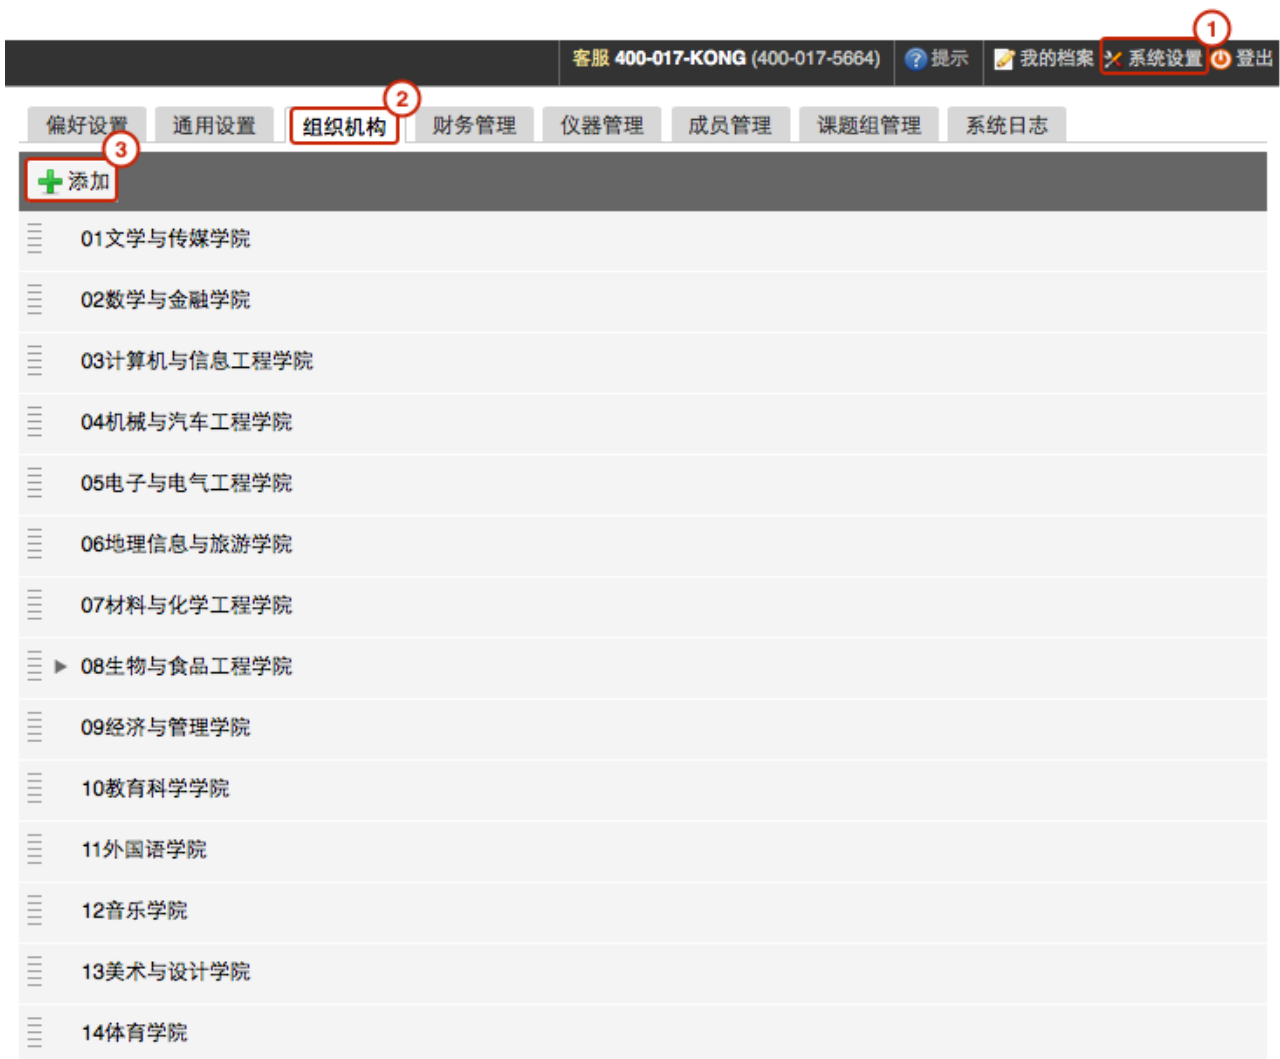 ①
客服 400-017-KONG (400-017-5664) 提示 我的档案 系统设置 登出
②
偏好设置 通用设置 组织机构 财务管理 仪器管理 成员管理 课题组管理 系统日志
③
添加
01文学与传媒学院
02数学与金融学院
03计算机与信息工程学院
04机械与汽车工程学院
05电子与电气工程学院
06地理信息与旅游学院
07材料与化学工程学院
08生物与食品工程学院
09经济与管理学院
10教育科学学院
11外国语学院
12音乐学院
13美术与设计学院
14体育学院